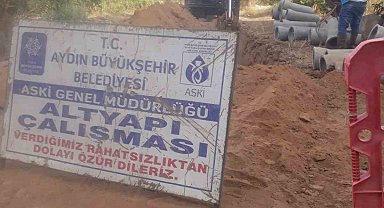 T.C.
AYDIN BÜYÜKŞEHİR
BELEDİYESİ
ASKİ
ASKİ GENEL MÜDÜRLÜĞÜ
ALTYAPI
ÇALIŞMASI
VERDİĞİMİZ RAHATSIZLIKTAN
DOLAYI ÖZÜR DİLERİZ.